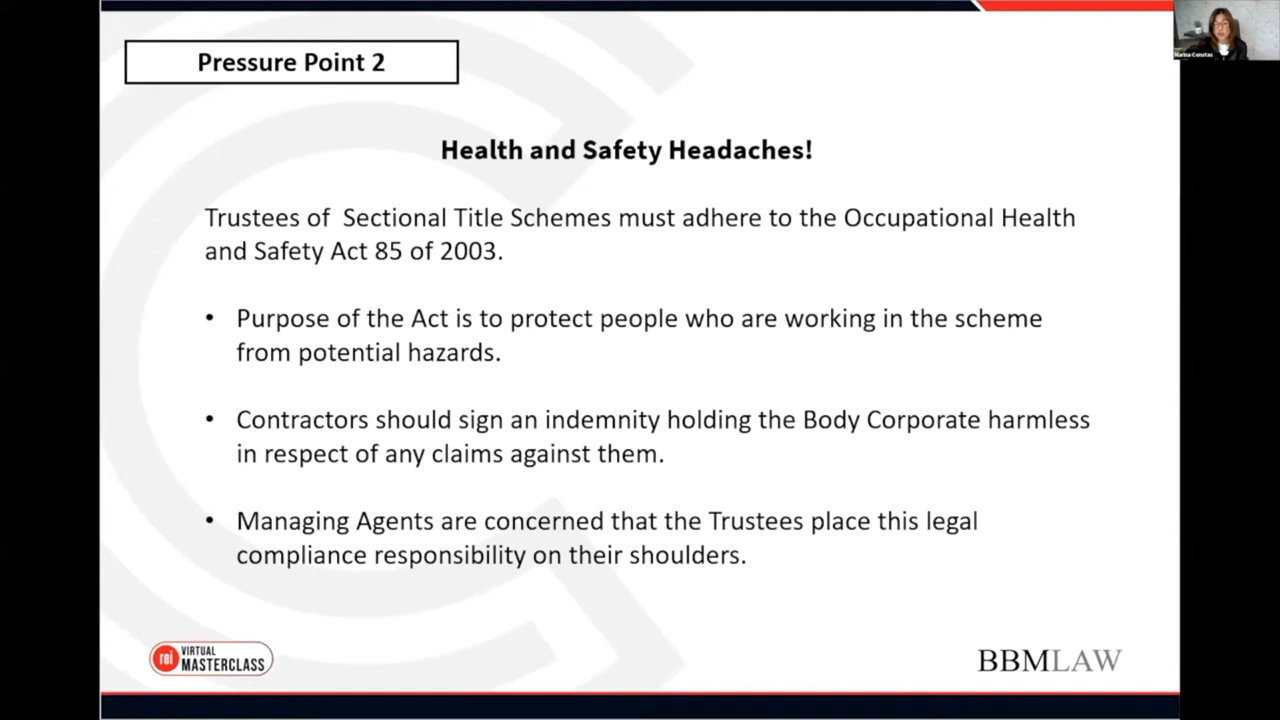 Pressure Point 2
Marina Constas
Health and Safety Headaches!
Trustees of Sectional Title Schemes must adhere to the Occupational Health
and Safety Act 85 of 2003.
• Purpose of the Act is to protect people who are working in the scheme
from potential hazards.
• Contractors should sign an indemnity holding the Body Corporate harmless
in respect of any claims against them.
• Managing Agents are concerned that the Trustees place this legal
compliance responsibility on their shoulders.
rei VIRTUAL
MASTERCLASS
BBMLAW